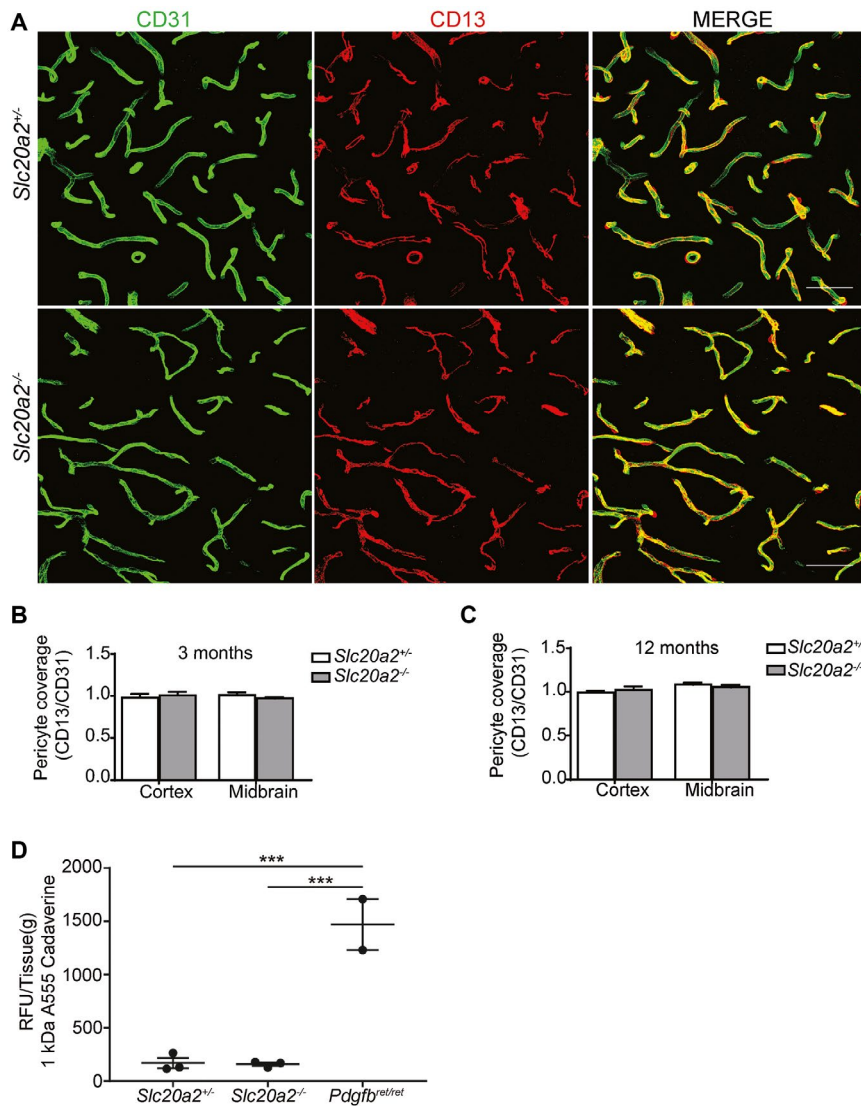 A
CD31 CD13 MERGE
Slc20a2+/-
Slc20a2-/-
B
3 months
Slc20a2+/-
Slc20a2-/-
Pericyte coverage
(CD13/CD31)
1.5
1.0
0.5
0.0
Cortex Midbrain
C
12 months
Slc20a2+/
Slc20a2-/-
Pericyte coverage
(CD13/CD31)
1.5
1.0
0.5
0.0
Cortex Midbrain
D
***
***
RFU/Tissue(g)
1 kDa A555 Cadaverine
2000
1500
1000
500
0
Slc20a2+/- Slc20a2-/- Pdgfbret/ret